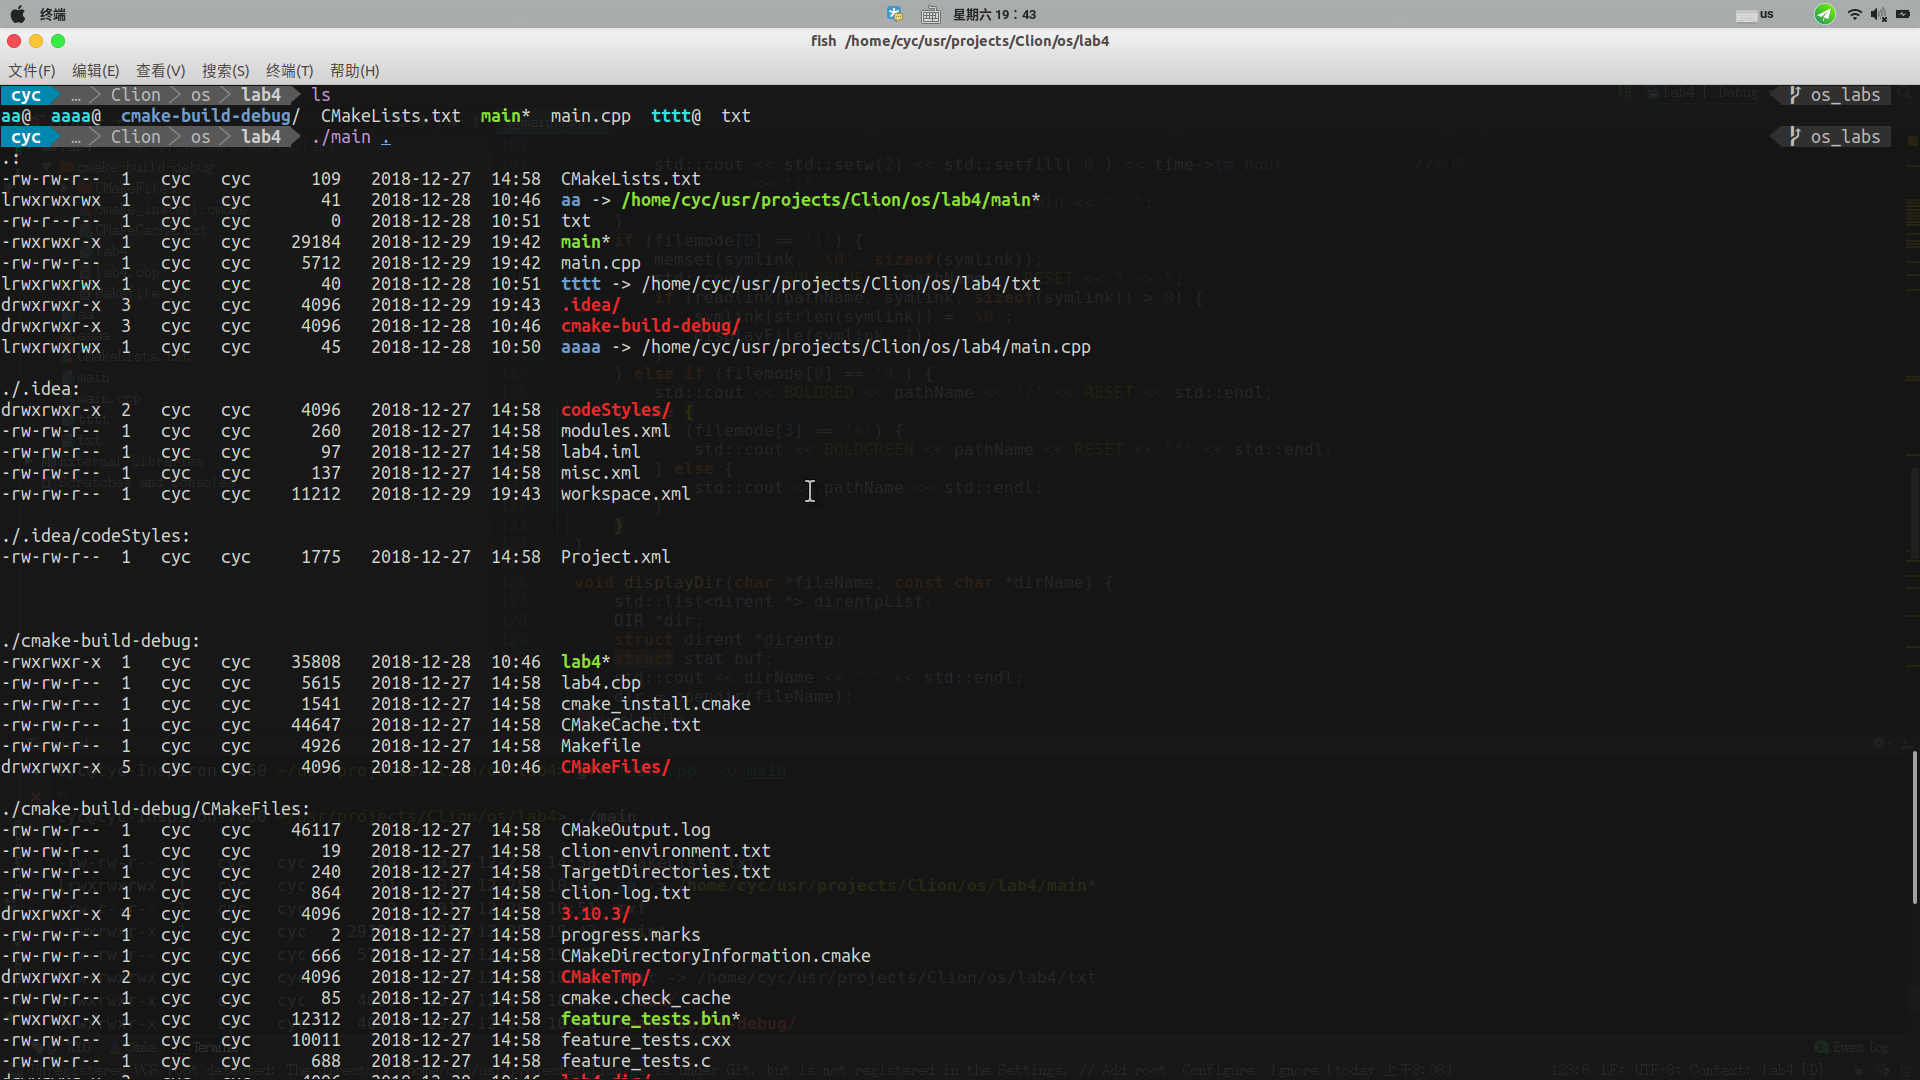 终端
星期六 19：43
us
fish /home/cyc/usr/projects/Clion/os/lab4
文件(F) 编辑(E) 查看(V) 搜索(S) 终端(T) 帮助(H)
cyc … Clion os lab4 ls os_labs
aa@ aaaa@ cmake-build-debug/ CMakeLists.txt main* main.cpp tttt@ txt
cyc … Clion os lab4 ./main . os_labs
.:
-rw-rw-r-- 1 cyc cyc 109 2018-12-27 14:58 CMakeLists.txt
lrwxrwxrwx 1 cyc cyc 41 2018-12-28 10:46 aa -> /home/cyc/usr/projects/Clion/os/lab4/main*
-rw-r--r-- 1 cyc cyc 0 2018-12-28 10:51 txt
-rwxrwxr-x 1 cyc cyc 29184 2018-12-29 19:42 main*
-rw-rw-r-- 1 cyc cyc 5712 2018-12-29 19:42 main.cpp
lrwxrwxrwx 1 cyc cyc 40 2018-12-28 10:51 tttt -> /home/cyc/usr/projects/Clion/os/lab4/txt
drwxrwxr-x 3 cyc cyc 4096 2018-12-29 19:43 .idea/
drwxrwxr-x 3 cyc cyc 4096 2018-12-28 10:46 cmake-build-debug/
lrwxrwxrwx 1 cyc cyc 45 2018-12-28 10:50 aaaa -> /home/cyc/usr/projects/Clion/os/lab4/main.cpp
./.idea:
drwxrwxr-x 2 cyc cyc 4096 2018-12-27 14:58 codeStyles/
-rw-rw-r-- 1 cyc cyc 260 2018-12-27 14:58 modules.xml
-rw-rw-r-- 1 cyc cyc 97 2018-12-27 14:58 lab4.iml
-rw-rw-r-- 1 cyc cyc 137 2018-12-27 14:58 misc.xml
-rw-rw-r-- 1 cyc cyc 11212 2018-12-29 19:43 workspace.xml
./.idea/codeStyles:
-rw-rw-r-- 1 cyc cyc 1775 2018-12-27 14:58 Project.xml
./cmake-build-debug:
-rwxrwxr-x 1 cyc cyc 35808 2018-12-28 10:46 lab4*
-rw-rw-r-- 1 cyc cyc 5615 2018-12-27 14:58 lab4.cbp
-rw-rw-r-- 1 cyc cyc 1541 2018-12-27 14:58 cmake_install.cmake
-rw-rw-r-- 1 cyc cyc 44647 2018-12-27 14:58 CMakeCache.txt
-rw-rw-r-- 1 cyc cyc 4926 2018-12-27 14:58 Makefile
drwxrwxr-x 5 cyc cyc 4096 2018-12-28 10:46 CMakeFiles/
./cmake-build-debug/CMakeFiles:
-rw-rw-r-- 1 cyc cyc 46117 2018-12-27 14:58 CMakeOutput.log
-rw-rw-r-- 1 cyc cyc 19 2018-12-27 14:58 clion-environment.txt
-rw-rw-r-- 1 cyc cyc 240 2018-12-27 14:58 TargetDirectories.txt
-rw-rw-r-- 1 cyc cyc 864 2018-12-27 14:58 clion-log.txt
drwxrwxr-x 4 cyc cyc 4096 2018-12-27 14:58 3.10.3/
-rw-rw-r-- 1 cyc cyc 2 2018-12-27 14:58 progress.marks
-rw-rw-r-- 1 cyc cyc 666 2018-12-27 14:58 CMakeDirectoryInformation.cmake
drwxrwxr-x 2 cyc cyc 4096 2018-12-27 14:58 CMakeTmp/
-rw-rw-r-- 1 cyc cyc 85 2018-12-27 14:58 cmake.check_cache
-rwxrwxr-x 1 cyc cyc 12312 2018-12-27 14:58 feature_tests.bin*
-rw-rw-r-- 1 cyc cyc 10011 2018-12-27 14:58 feature_tests.cxx
-rw-rw-r-- 1 cyc cyc 688 2018-12-27 14:58 feature_tests.c